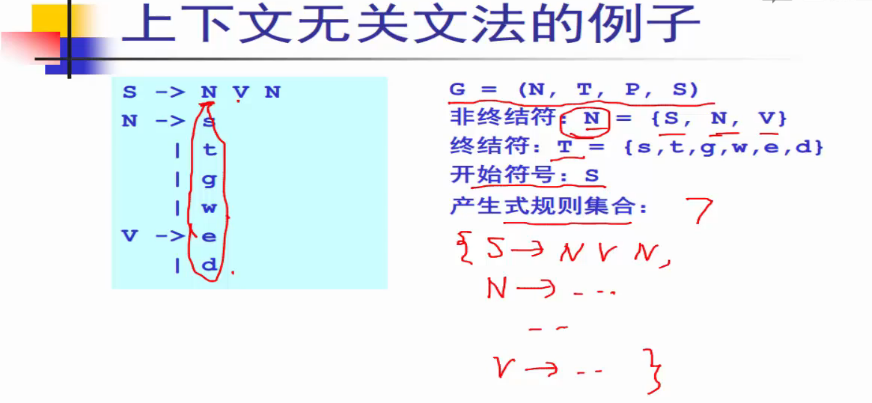 上下文无关文法的例子
S -> N V N
N -> s
| t
| g
| w
V -> e
| d
G = (N, T, P, S)
非终结符: N = {S, N, V}
终结符: T = {s,t,g,w,e,d}
开始符号: S
产生式规则集合: 7
{ S → N V N,
N → - - -
- -
V → - - }